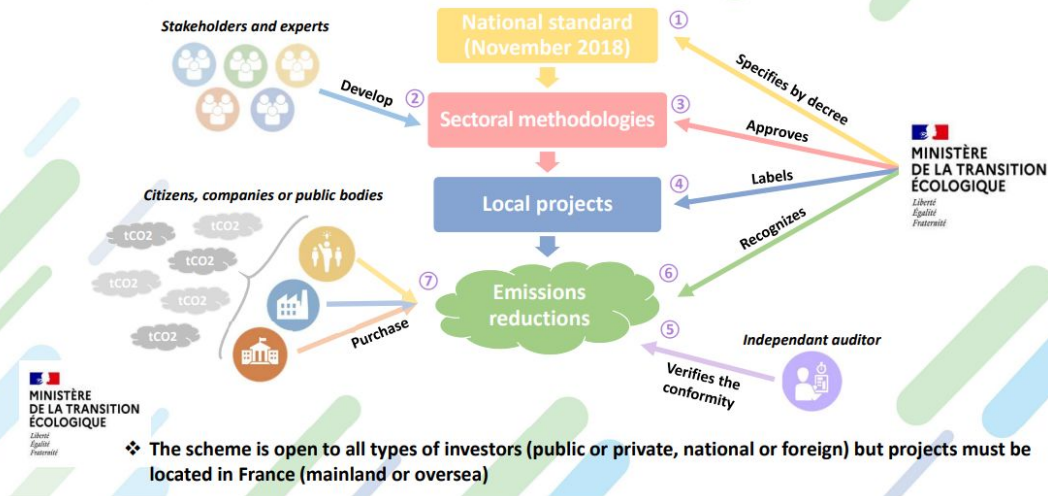 Stakeholders and experts
National standard
(November 2018)
①
Specifies by decree
Develop
②
Sectoral methodologies
③
Approves
MINISTÈRE
DE LA TRANSITION
ÉCOLOGIQUE
Liberté
Égalité
Fraternité
Citizens, companies or public bodies
Local projects
④
Labels
Recognizes
tCO2
tCO2
tCO2
tCO2
tCO2
tCO2
Purchase
⑦
Emissions
reductions
⑥
⑤
Independant auditor
Verifies the
conformity
MINISTÈRE
DE LA TRANSITION
ÉCOLOGIQUE
Liberté
Égalité
Fraternité
❖ The scheme is open to all types of investors (public or private, national or foreign) but projects must be
located in France (mainland or oversea)